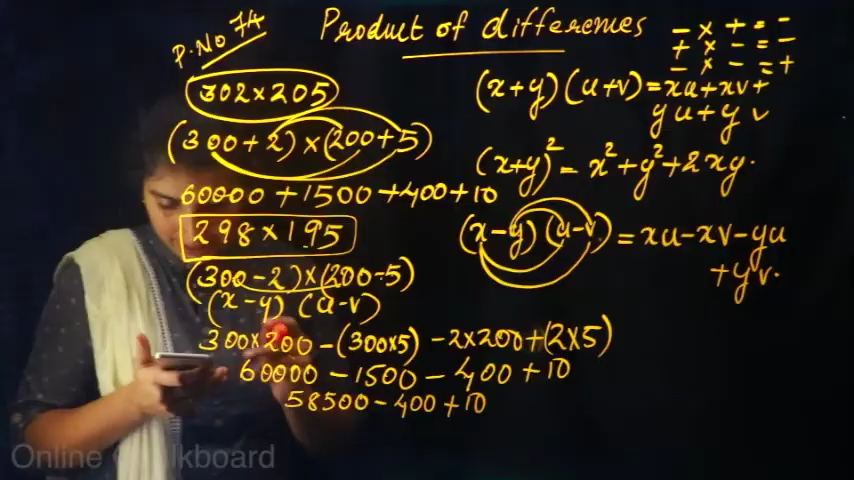 P.No 74
Product of differences
302×205
(300+2)×(200+5)
60000+1500+400+10
298×195
(300-2)×(200-5)
(x-y) (u-v)
300×200-(300×5)-2×200+(2×5)
60000-1500-400+10
58500-400+10
-×+=-
+×-=-
-×-=+
(x+y)(u+v)=xu+xv+
yu+yv
(x+y)²=x²+y²+2xy.
(x-y)(u-v)=xu-xv-yu
+yv.
Online Chalkboard